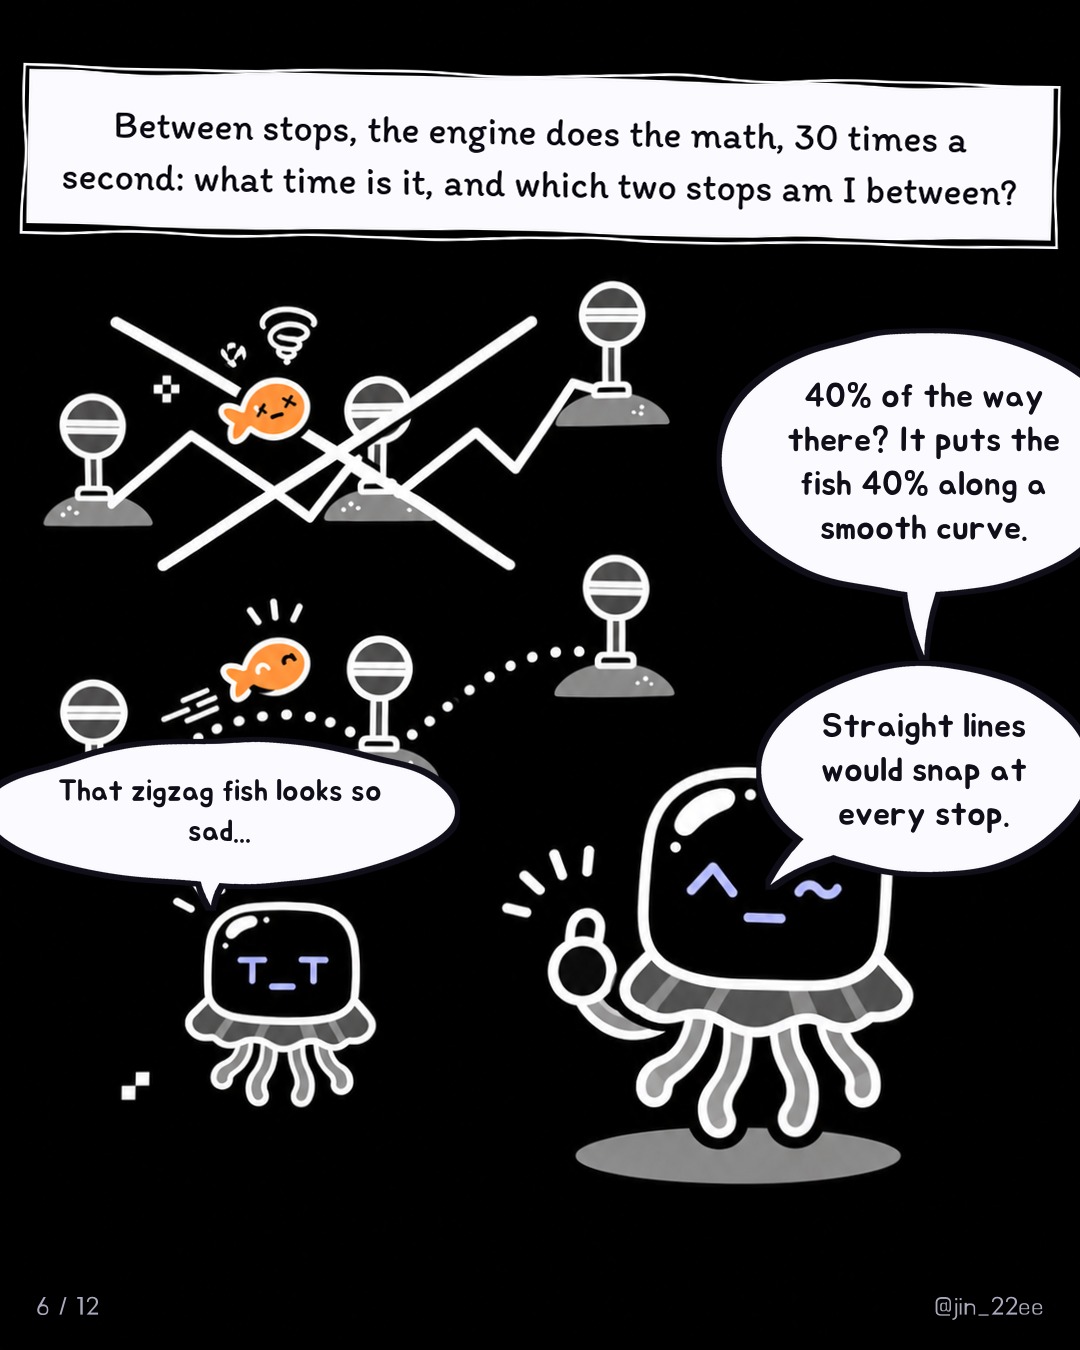 Between stops, the engine does the math, 30 times a
second: what time is it, and which two stops am I between?
40% of the way
there? It puts the
fish 40% along a
smooth curve.
Straight lines
would snap at
every stop.
That zigzag fish looks so
sad...
6 / 12
@jin_22ee